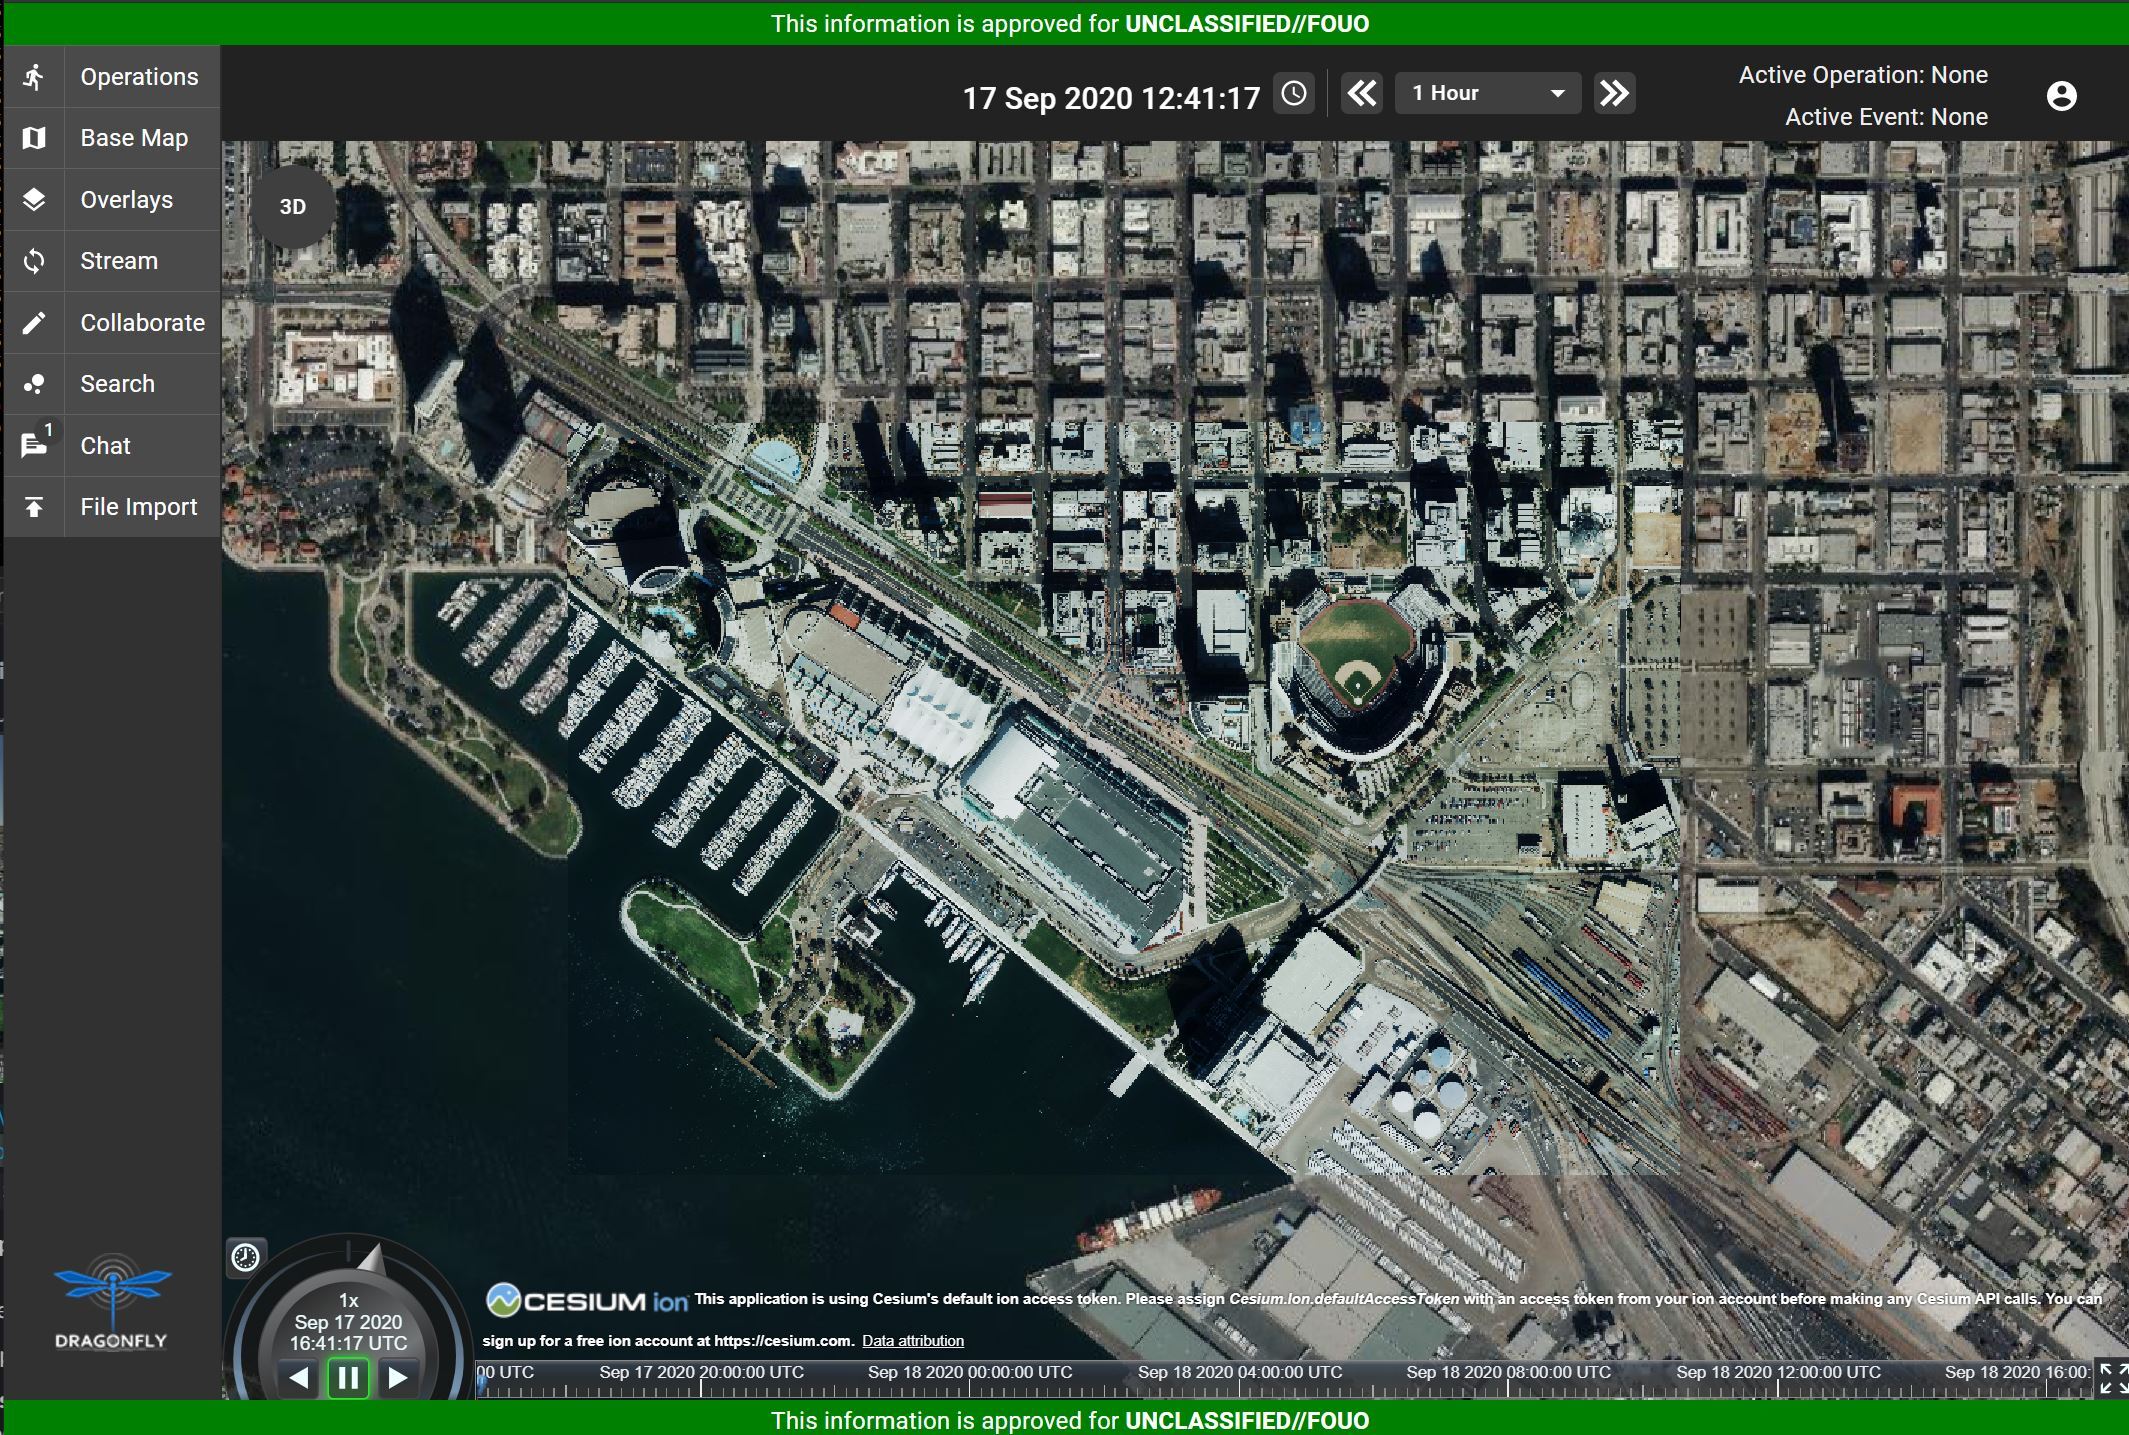 This information is approved for UNCLASSIFIED//FOUO
Operations
Base Map
Overlays
Stream
Collaborate
Search
1
Chat
File Import
17 Sep 2020 12:41:17
1 Hour
Active Operation: None
Active Event: None
3D
DRAGONFLY
1x
Sep 17 2020
16:41:17 UTC
CESIUM ion This application is using Cesium's default ion access token. Please assign Cesium.Ion.defaultAccessToken with an access token from your ion account before making any Cesium API calls. You can
sign up for a free ion account at https://cesium.com. Data attribution
00 UTC Sep 17 2020 20:00:00 UTC Sep 18 2020 00:00:00 UTC Sep 18 2020 04:00:00 UTC Sep 18 2020 08:00:00 UTC Sep 18 2020 12:00:00 UTC Sep 18 2020 16:00:
This information is approved for UNCLASSIFIED//FOUO